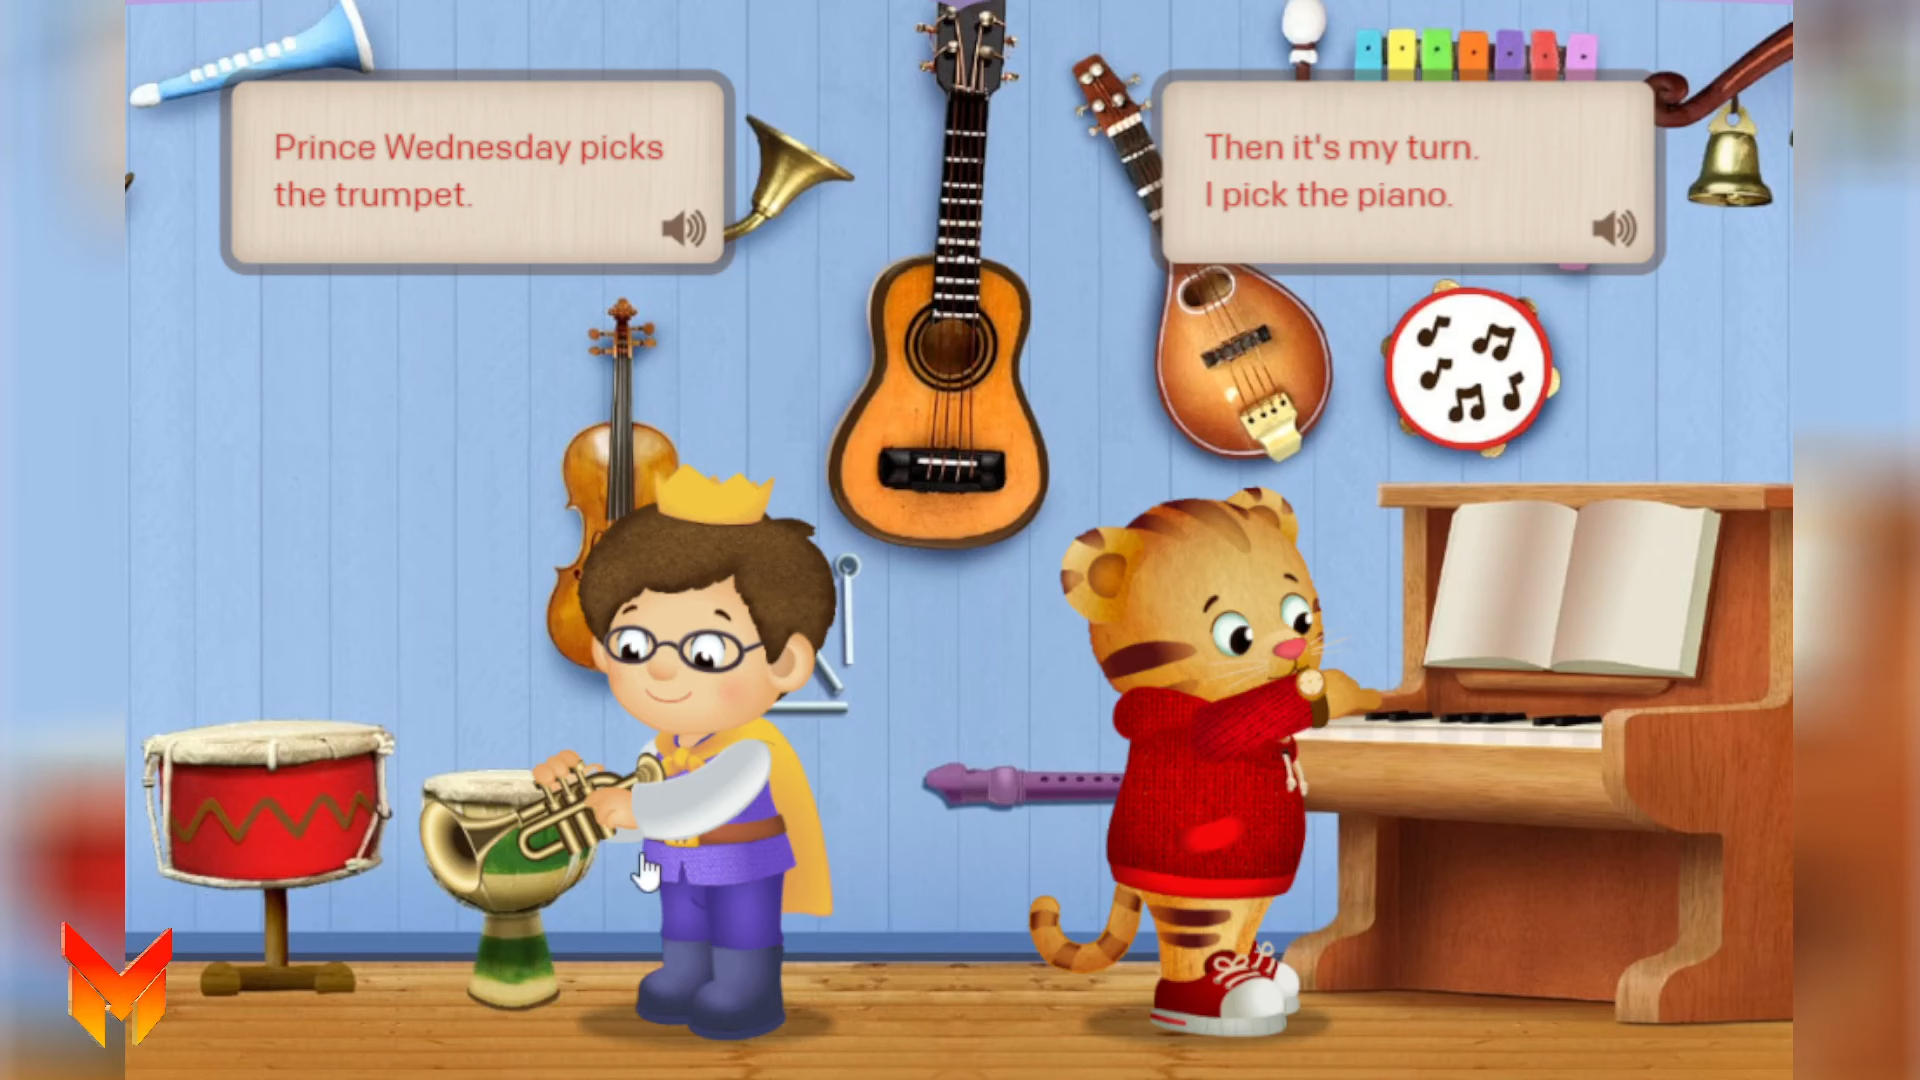 Prince Wednesday picks
the trumpet.
Then it's my turn.
I pick the piano.